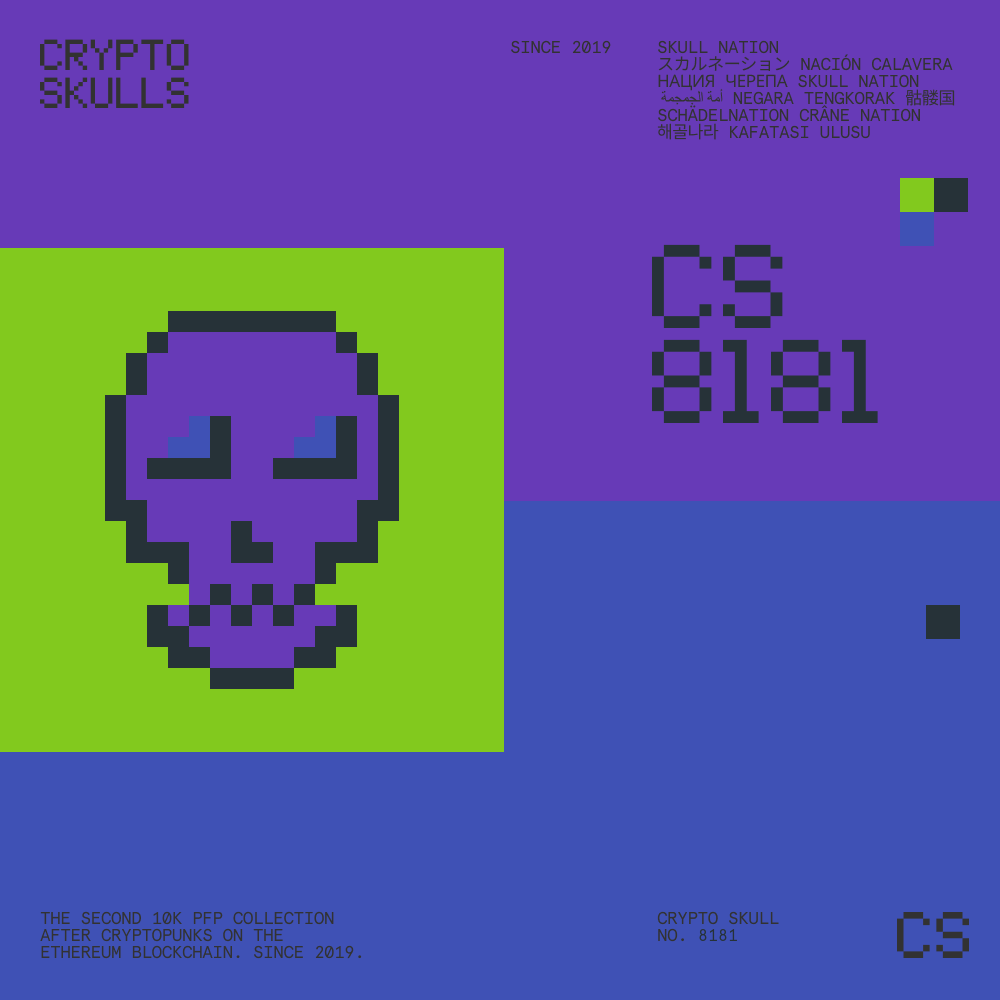 CRYPTO
SKULLS
SINCE 2019
SKULL NATION
スカルネーション NACIÓN CALAVERA
НАЦИЯ ЧЕРЕПА SKULL NATION
أمة الجمجمة NEGARA TENGKORAK 骷髅国
SCHÄDELNATION CRÂNE NATION
해골나라 KAFATASI ULUSU
CS
8181
THE SECOND 10K PFP COLLECTION
AFTER CRYPTOPUNKS ON THE
ETHEREUM BLOCKCHAIN. SINCE 2019.
CRYPTO SKULL
NO. 8181
CS